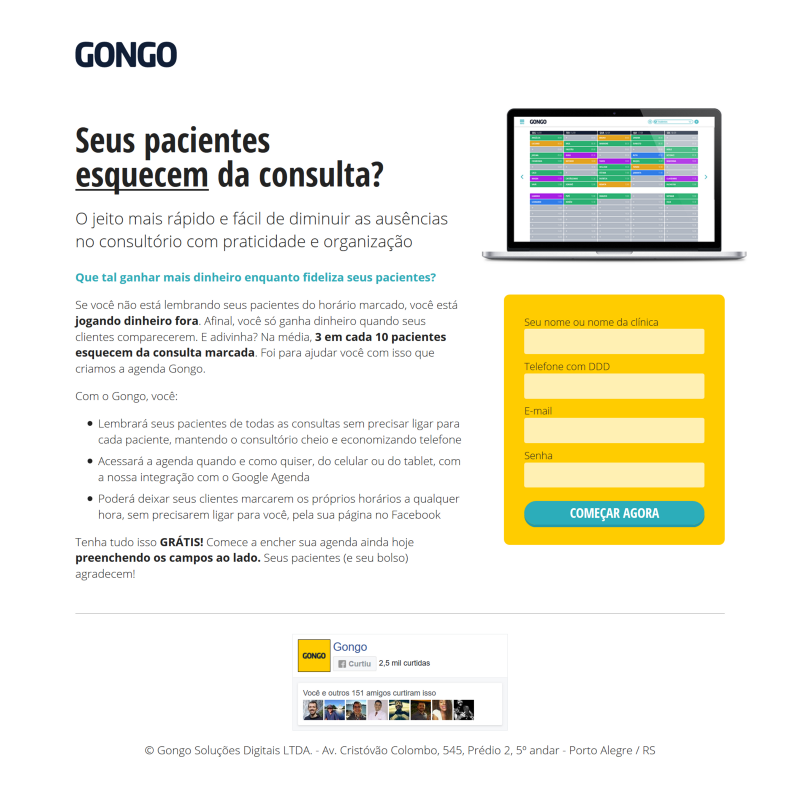 GONGO
Seus pacientes
esquecem da consulta?
O jeito mais rápido e fácil de diminuir as ausências
no consultório com praticidade e organização
Que tal ganhar mais dinheiro enquanto fideliza seus pacientes?
Se você não está lembrando seus pacientes do horário marcado, você está
jogando dinheiro fora. Afinal, você só ganha dinheiro quando seus
clientes comparecerem. E adivinha? Na média, 3 em cada 10 pacientes
esquecem da consulta marcada. Foi para ajudar você com isso que
criamos a agenda Gongo.
Com o Gongo, você:
Lembrará seus pacientes de todas as consultas sem precisar ligar para
cada paciente, mantendo o consultório cheio e economizando telefone
Acessará a agenda quando e como quiser, do celular ou do tablet, com
a nossa integração com o Google Agenda
Poderá deixar seus clientes marcarem os próprios horários a qualquer
hora, sem precisarem ligar para você, pela sua página no Facebook
Tenha tudo isso GRÁTIS! Comece a encher sua agenda ainda hoje
preenchendo os campos ao lado. Seus pacientes (e seu bolso)
agradecem!
GONGO
Seu nome ou nome da clínica
Telefone com DDD
E-mail
Senha
COMEÇAR AGORA
GONGO
Gongo
Curtiu
2,5 mil curtidas
Você e outros 151 amigos curtiram isso
© Gongo Soluções Digitais LTDA. - Av. Cristóvão Colombo, 545, Prédio 2, 5º andar - Porto Alegre / RS